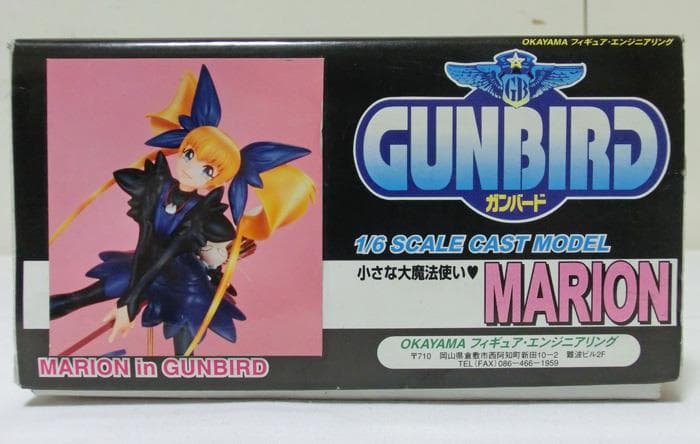 OKAYAMA フィギュア・エンジニアリング
GB
GUNBIRD
ガンバード
1/6 SCALE CAST MODEL
小さな大魔法使い♥
MARION
OKAYAMA フィギュア・エンジニアリング
〒710 岡山県倉敷市西阿知町新田10-2 難波ビル2F
TEL(FAX)086-466-1959
MARION in GUNBIRD